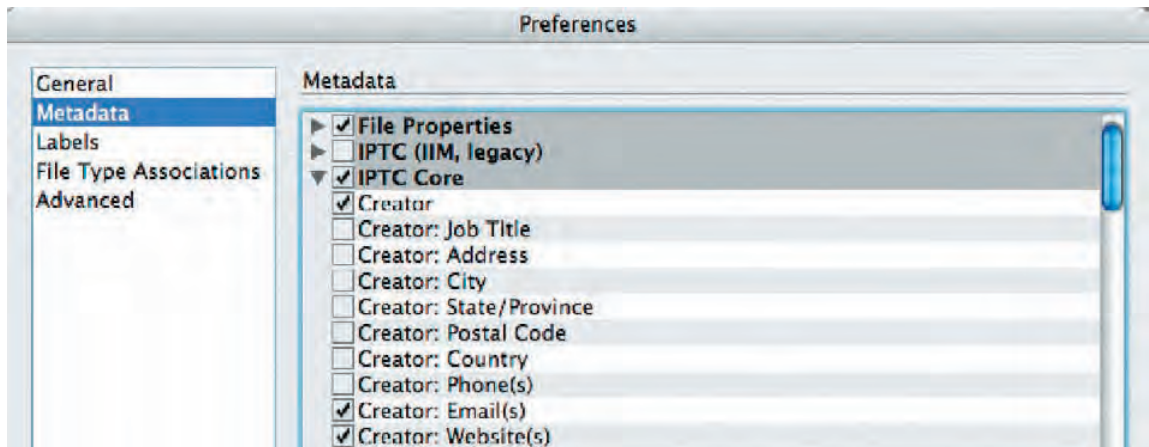 Preferences
General
Metadata
Labels
File Type Associations
Advanced
Metadata
File Properties
IPTC (IIM, legacy)
IPTC Core
Creator
Creator: Job Title
Creator: Address
Creator: City
Creator: State/Province
Creator: Postal Code
Creator: Country
Creator: Phone(s)
Creator: Email(s)
Creator: Website(s)